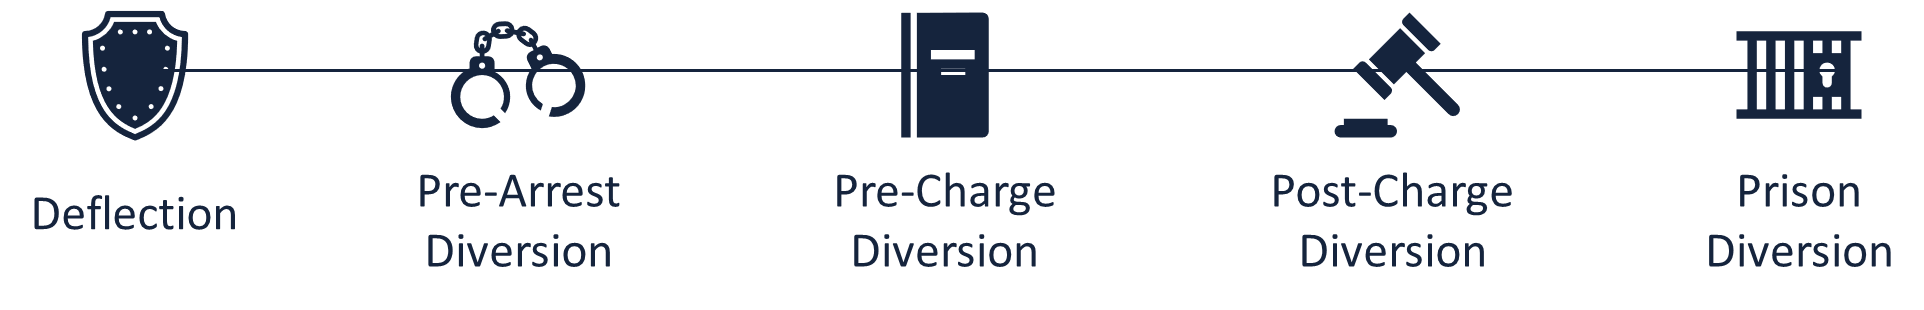 Deflection
Pre-Arrest
Diversion
Pre-Charge
Diversion
Post-Charge
Diversion
Prison
Diversion